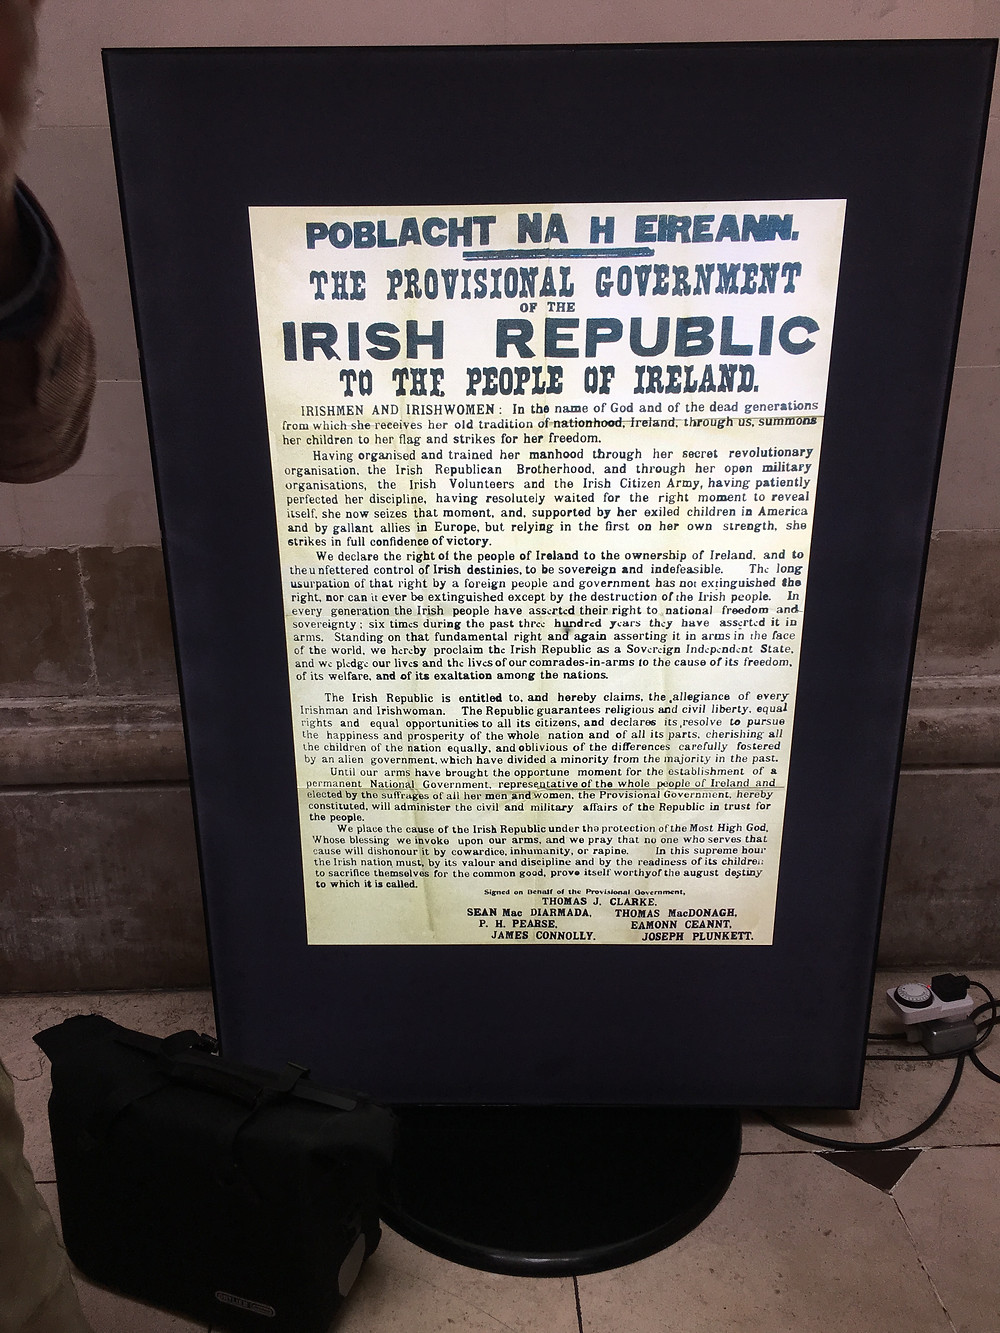 POBLACHT NA H EIREANN.
THE PROVISIONAL GOVERNMENT
OF THE
IRISH REPUBLIC
TO THE PEOPLE OF IRELAND.
IRISHMEN AND IRISHWOMEN : In the name of God and of the dead generations
from which she receives her old tradition of nationhood, Ireland, through us, summons
her children to her flag and strikes for her freedom.
Having organised and trained her manhood through her secret revolutionary
organisation, the Irish Republican Brotherhood, and through her open military
organisations, the Irish Volunteers and the Irish Citizen Army, having patiently
perfected her discipline, having resolutely waited for the right moment to reveal
itself, she now seizes that moment, and, supported by her exiled children in America
and by gallant allies in Europe, but relying in the first on her own strength, she
strikes in full confidence of victory.
We declare the right of the people of Ireland to the ownership of Ireland, and to
the unfettered control of Irish destinies, to be sovereign and indefeasible. The long
usurpation of that right by a foreign people and government has not extinguished the
right, nor can it ever be extinguished except by the destruction of the Irish people. In
every generation the Irish people have asserted their right to national freedom and
sovereignty ; six times during the past three hundred years they have asserted it in
arms. Standing on that fundamental right and again asserting it in arms in the face
of the world, we hereby proclaim the Irish Republic as a Sovereign Independent State,
and we pledge our lives and the lives of our comrades-in-arms to the cause of its freedom,
of its welfare, and of its exaltation among the nations.
The Irish Republic is entitled to, and hereby claims, the allegiance of every
Irishman and Irishwoman. The Republic guarantees religious and civil liberty, equal
rights and equal opportunities to all its citizens, and declares its resolve to pursue
the happiness and prosperity of the whole nation and of all its parts, cherishing all
the children of the nation equally, and oblivious of the differences carefully fostered
by an alien government, which have divided a minority from the majority in the past.
Until our arms have brought the opportune moment for the establishment of a
permanent National Government, representative of the whole people of Ireland and
elected by the suffrages of all her men and women, the Provisional Government, hereby
constituted, will administer the civil and military affairs of the Republic in trust for
the people.
We place the cause of the Irish Republic under the protection of the Most High God,
Whose blessing we invoke upon our arms, and we pray that no one who serves that
cause will dishonour it by cowardice, inhumanity, or rapine. In this supreme hour
the Irish nation must, by its valour and discipline and by the readiness of its children
to sacrifice themselves for the common good, prove itself worthy of the august destiny
to which it is called.
Signed on Behalf of the Provisional Government,
THOMAS J. CLARKE,
SEAN Mac DIARMADA, THOMAS MacDONAGH,
P. H. PEARSE, EAMONN CEANNT,
JAMES CONNOLLY. JOSEPH PLUNKETT.